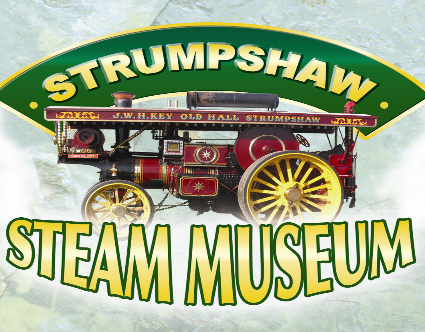 STRUMPSHAW
J.W.H. KEY OLD HALL STRUMPSHAW
STEAM MUSEUM